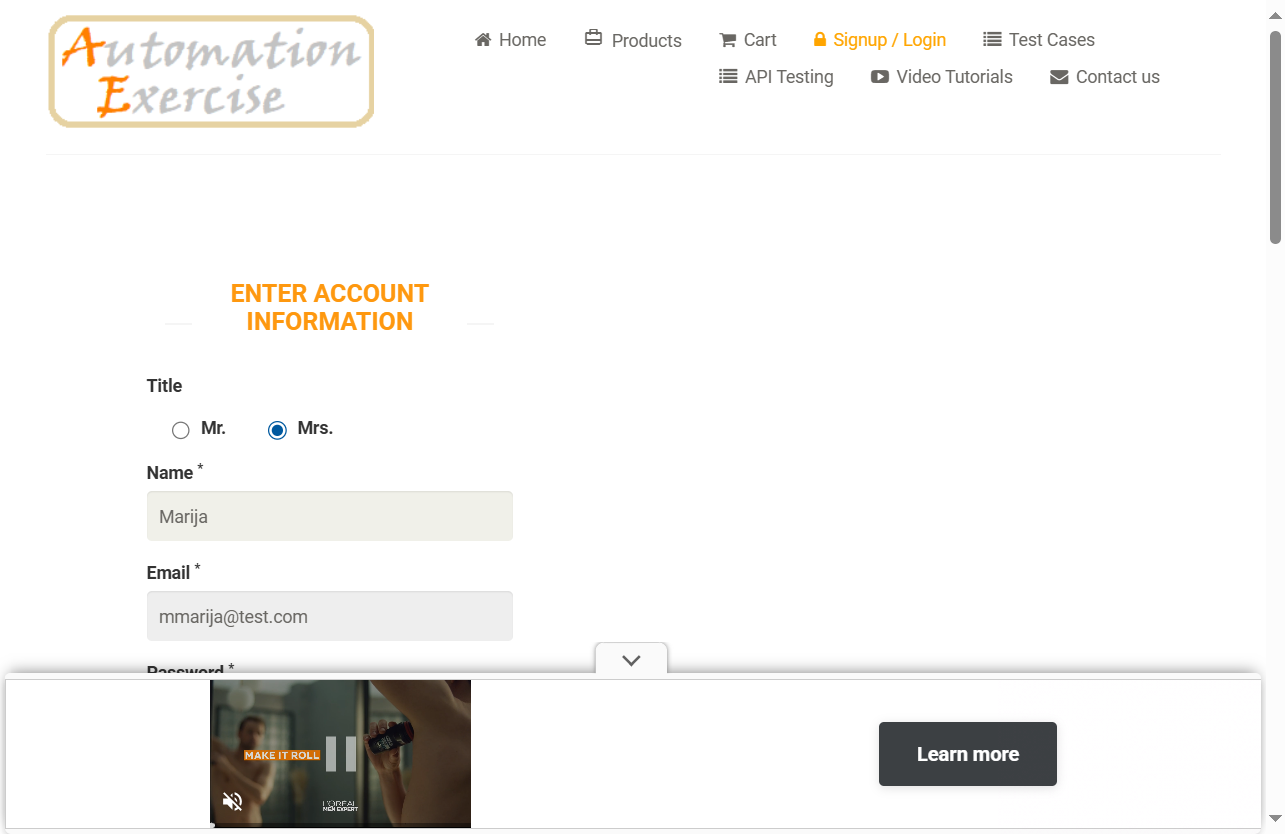 Automation
Exercise
Home
Products
Cart
Signup / Login
Test Cases
API Testing
Video Tutorials
Contact us
ENTER ACCOUNT
INFORMATION
Title
Mr.
Mrs.
Name *
Marija
Email *
mmarija@test.com
Password *
MAKE IT ROLL
L'ORÉAL
MEN EXPERT
Learn more